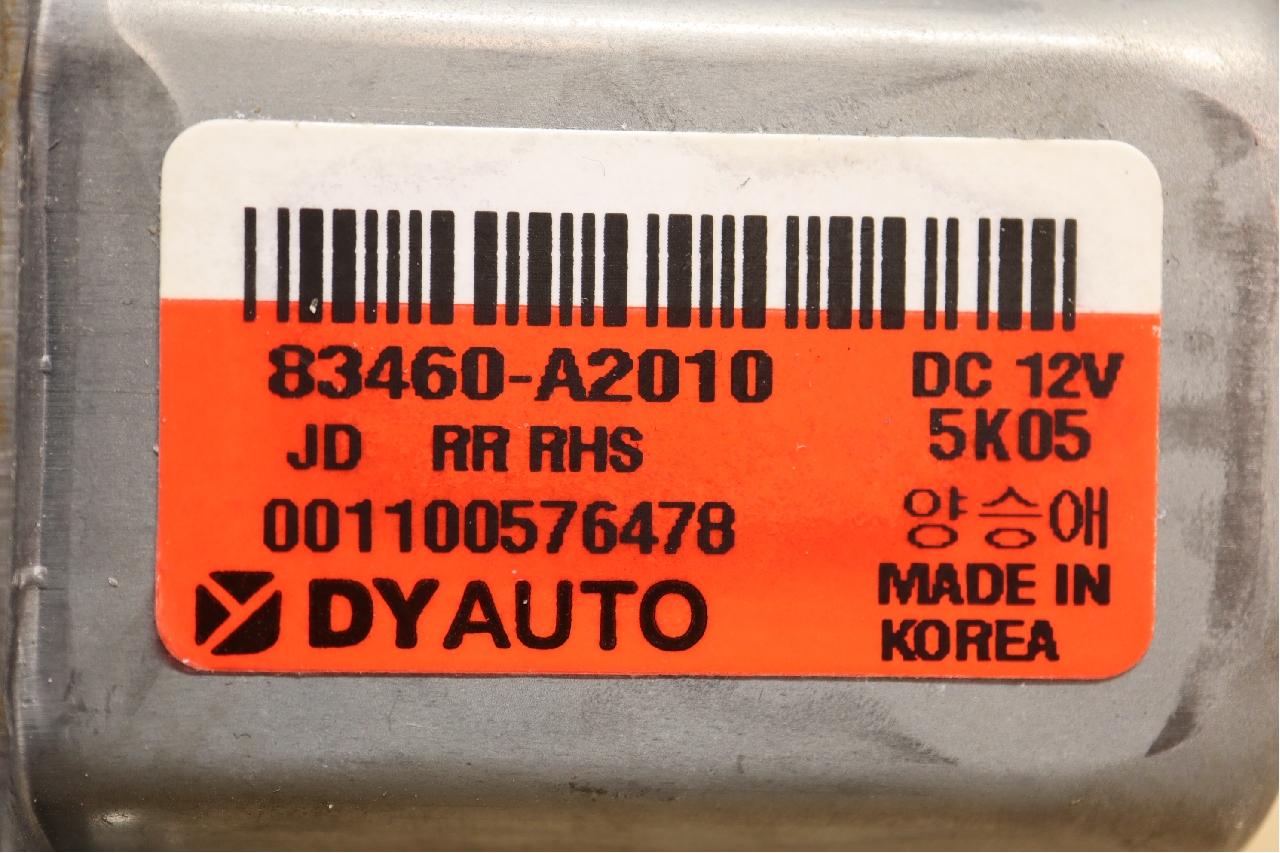 83460-A2010 DC 12V
JD RR RHS 5K05
001100576478 양승애
DYAUTO MADE IN
KOREA